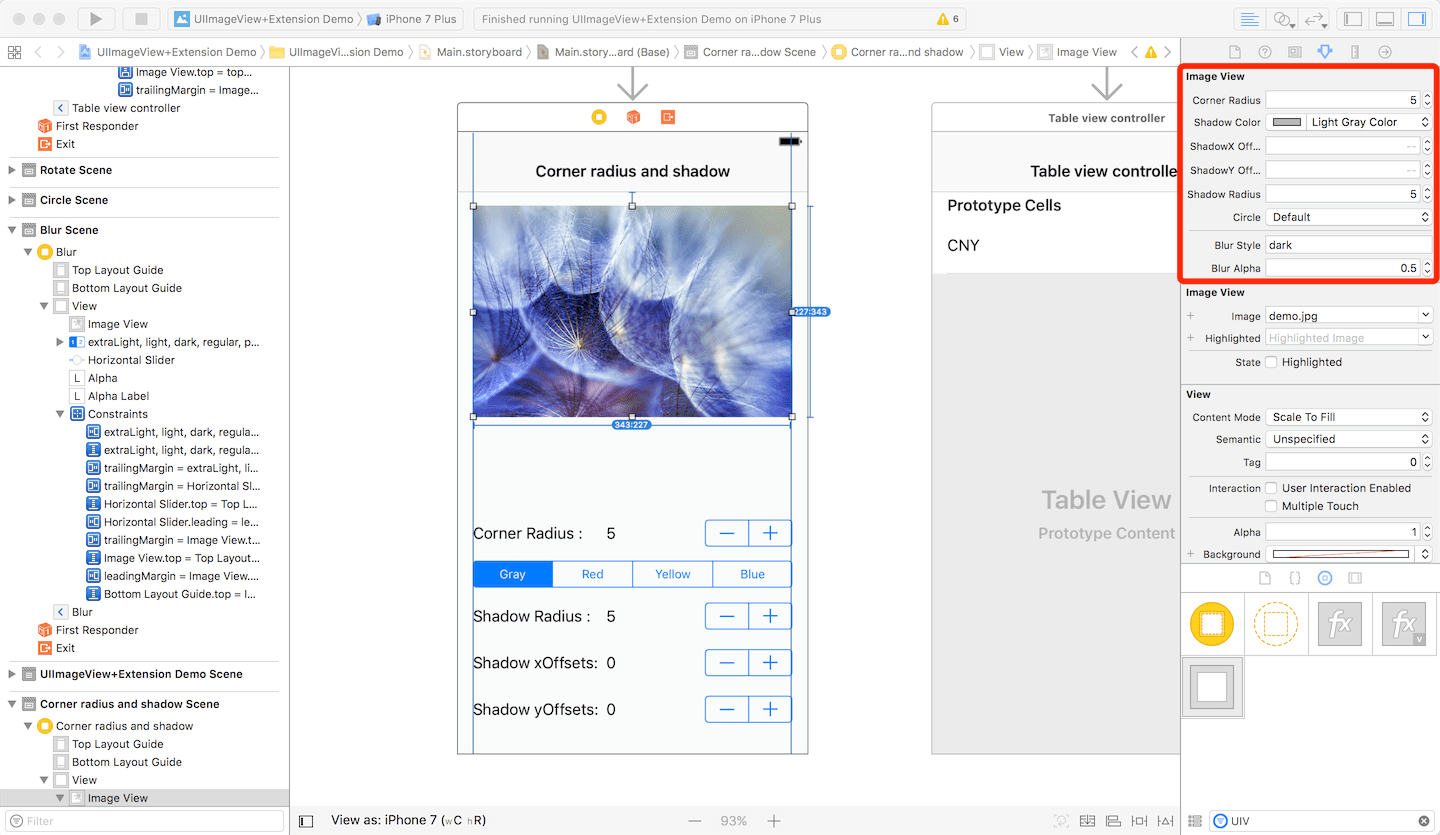 UIImageView+Extension Demo
iPhone 7 Plus
Finished running UIImageView+Extension Demo on iPhone 7 Plus
6
UIImageView+Extension Demo
UIImageVi...sion Demo
Main.storyboard
Main.story...ard (Base)
Corner ra...dow Scene
Corner ra...nd shadow
View
Image View
Image View.top = top...
trailingMargin = Image...
Table view controller
First Responder
Exit
Rotate Scene
Circle Scene
Blur Scene
Blur
Top Layout Guide
Bottom Layout Guide
View
Image View
extraLight, light, dark, regular, p...
Horizontal Slider
L Alpha
L Alpha Label
Constraints
extraLight, light, dark, regula...
extraLight, light, dark, regula...
trailingMargin = extraLight, li...
trailingMargin = Horizontal Sl...
Horizontal Slider.top = Top L...
Horizontal Slider.leading = le...
trailingMargin = Image View.t...
Image View.top = Top Layout...
leadingMargin = Image View....
Bottom Layout Guide.top = I...
Blur
First Responder
Exit
UIImageView+Extension Demo Scene
Corner radius and shadow Scene
Corner radius and shadow
Top Layout Guide
Bottom Layout Guide
View
Image View
Filter
Corner radius and shadow
227:343
343:227
Corner Radius : 5
Gray Red Yellow Blue
Shadow Radius : 5
Shadow xOffsets: 0
Shadow yOffsets: 0
Table view controller
Table view controlle
Prototype Cells
CNY
Table View
Prototype Content
View as: iPhone 7 (wC hR)
93%
Image View
Corner Radius 5
Shadow Color Light Gray Color
ShadowX Off... --
ShadowY Off... --
Shadow Radius 5
Circle Default
Blur Style dark
Blur Alpha 0.5
Image View
+ Image demo.jpg
+ Highlighted Highlighted Image
State Highlighted
View
Content Mode Scale To Fill
Semantic Unspecified
Tag 0
Interaction User Interaction Enabled
Multiple Touch
Alpha 1
+ Background
fx
fx
v
UIV